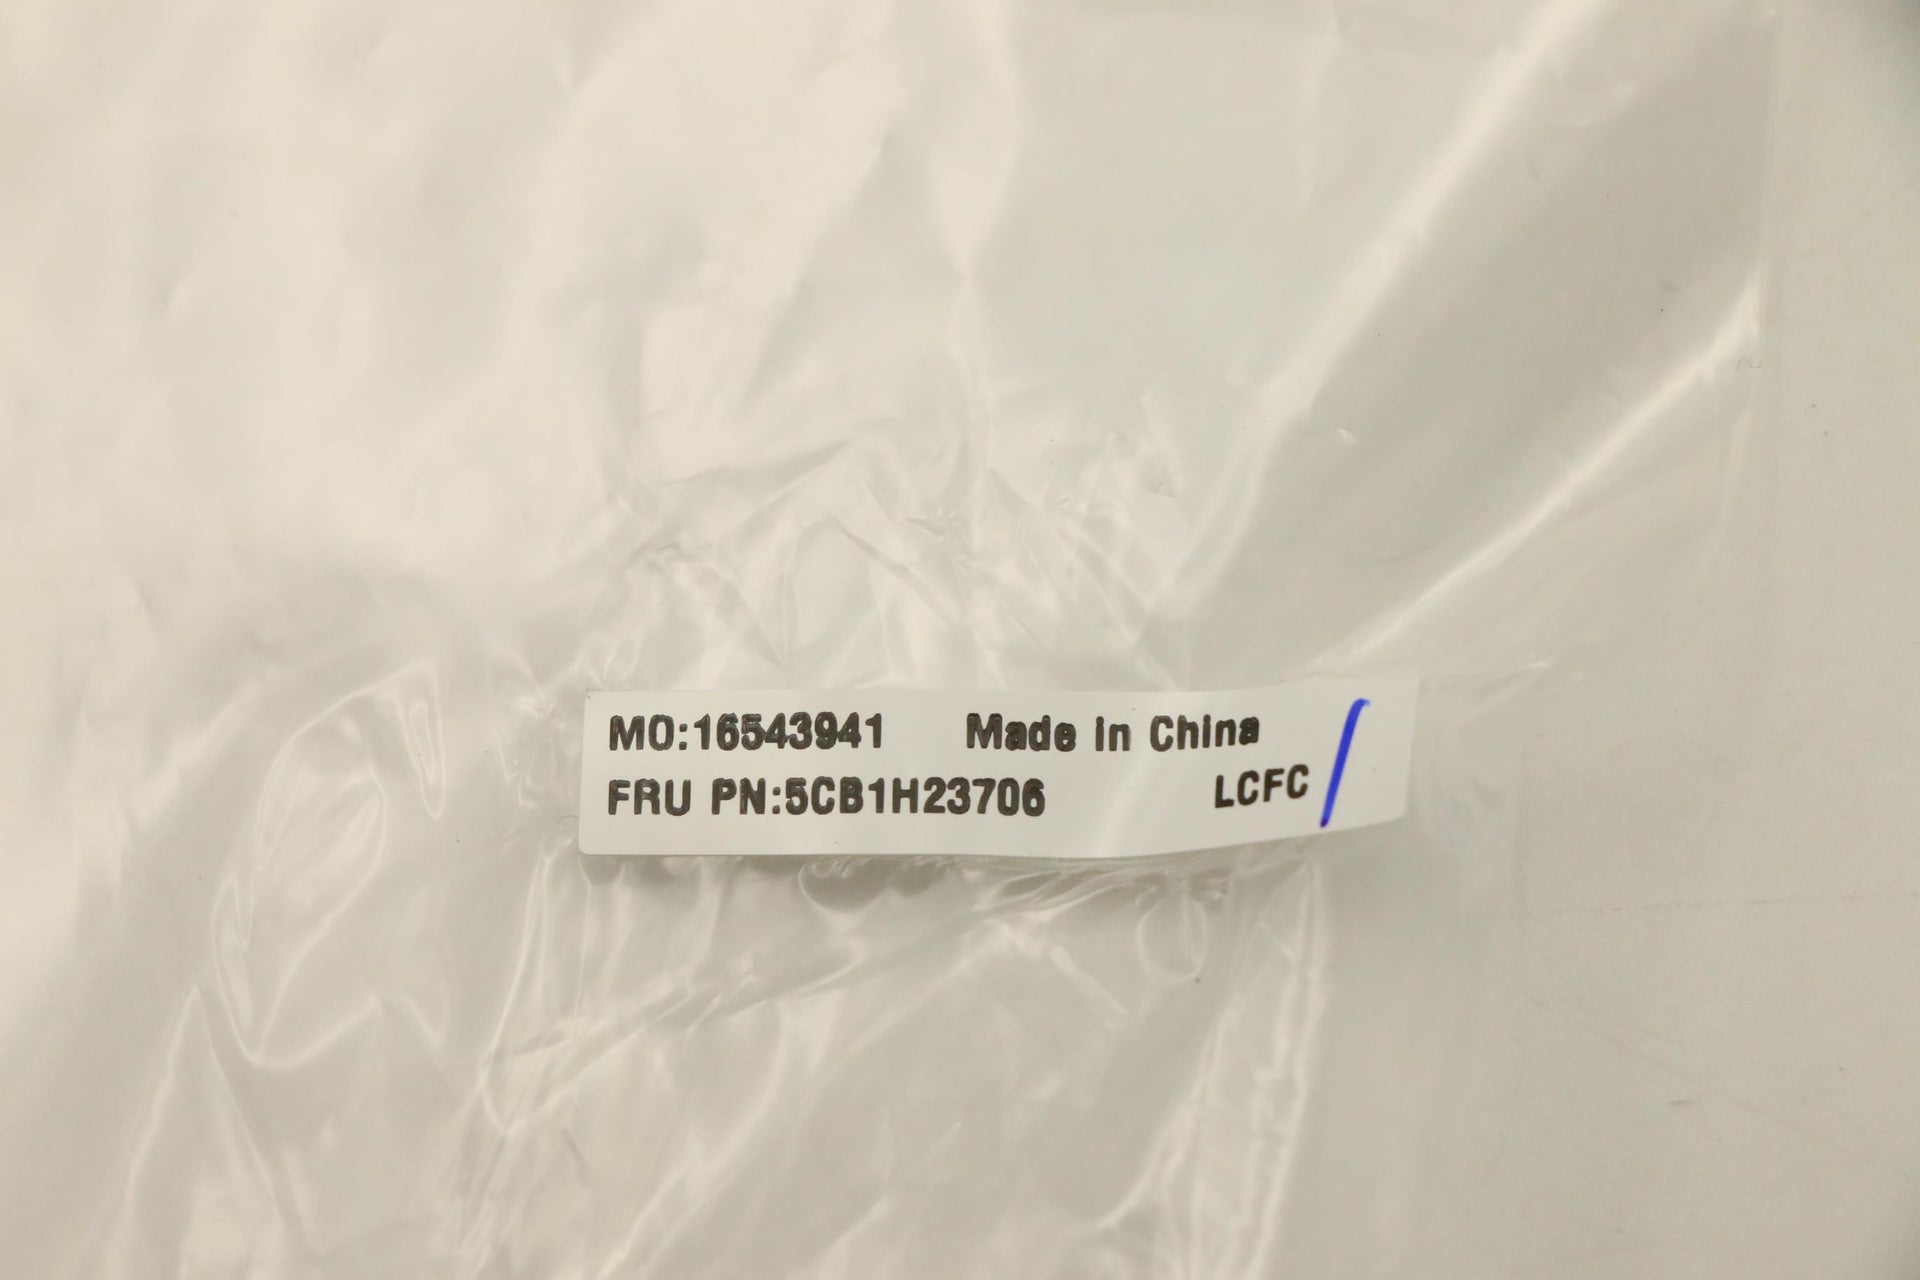 MO:16543941 Made in China
FRU PN:5CB1H23706 LCFC